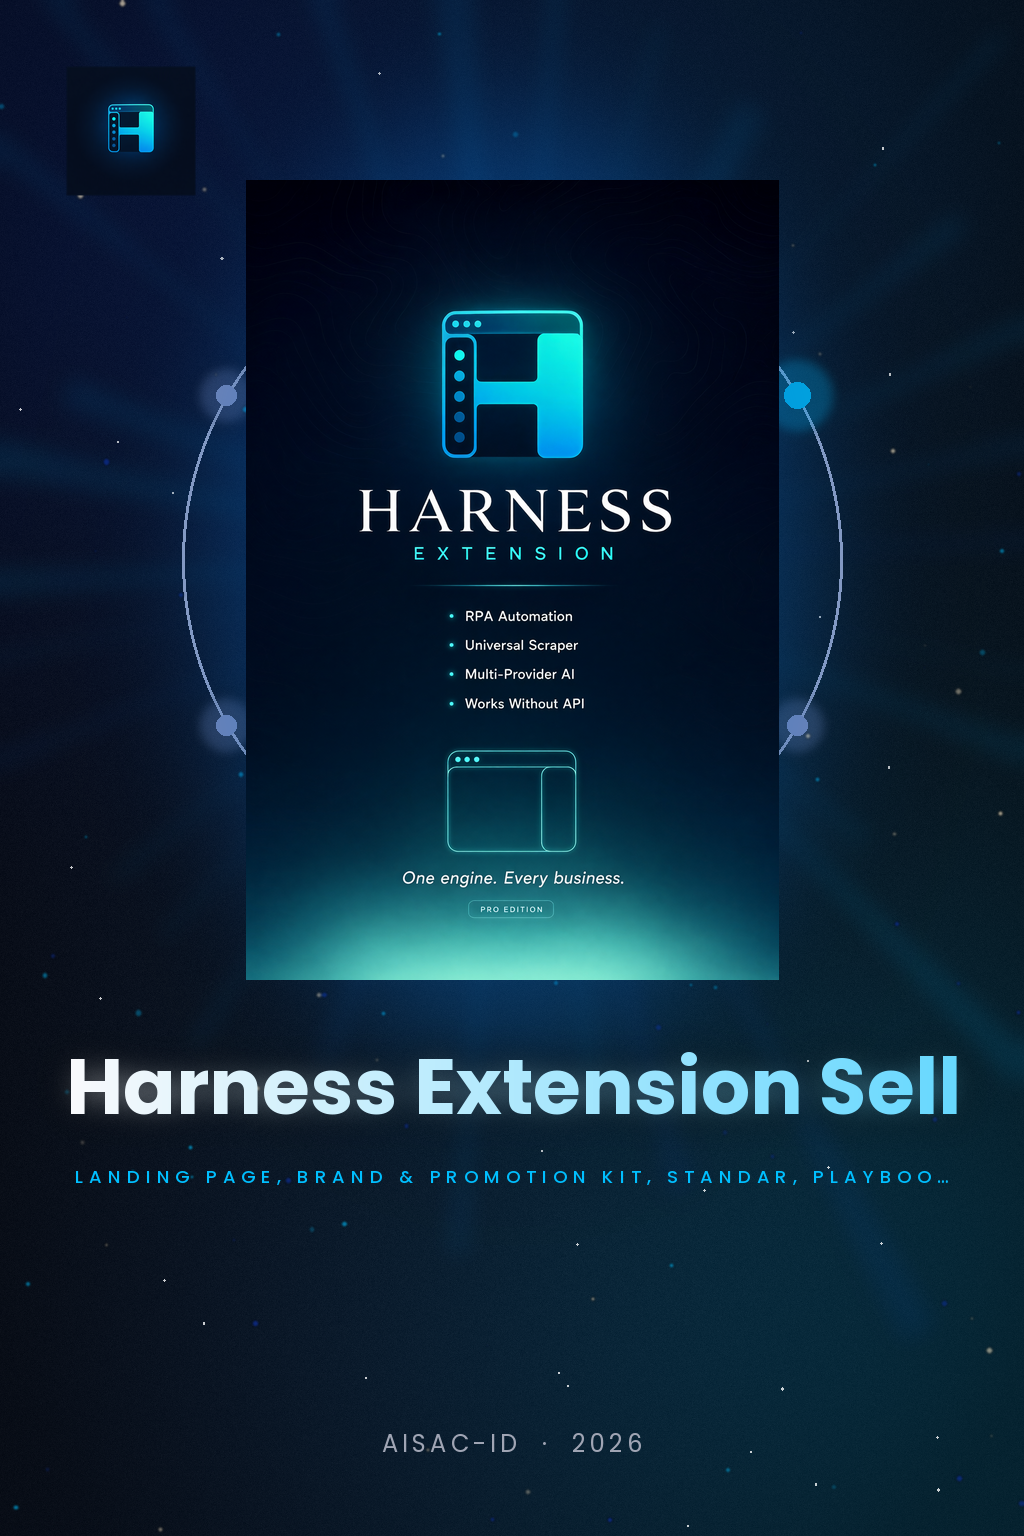 HARNESS
EXTENSION
• RPA Automation
• Universal Scraper
• Multi-Provider AI
• Works Without API
One engine. Every business.
PRO EDITION
Harness Extension Sell
LANDING PAGE, BRAND & PROMOTION KIT, STANDAR, PLAYBOO…
AISAC-ID · 2026